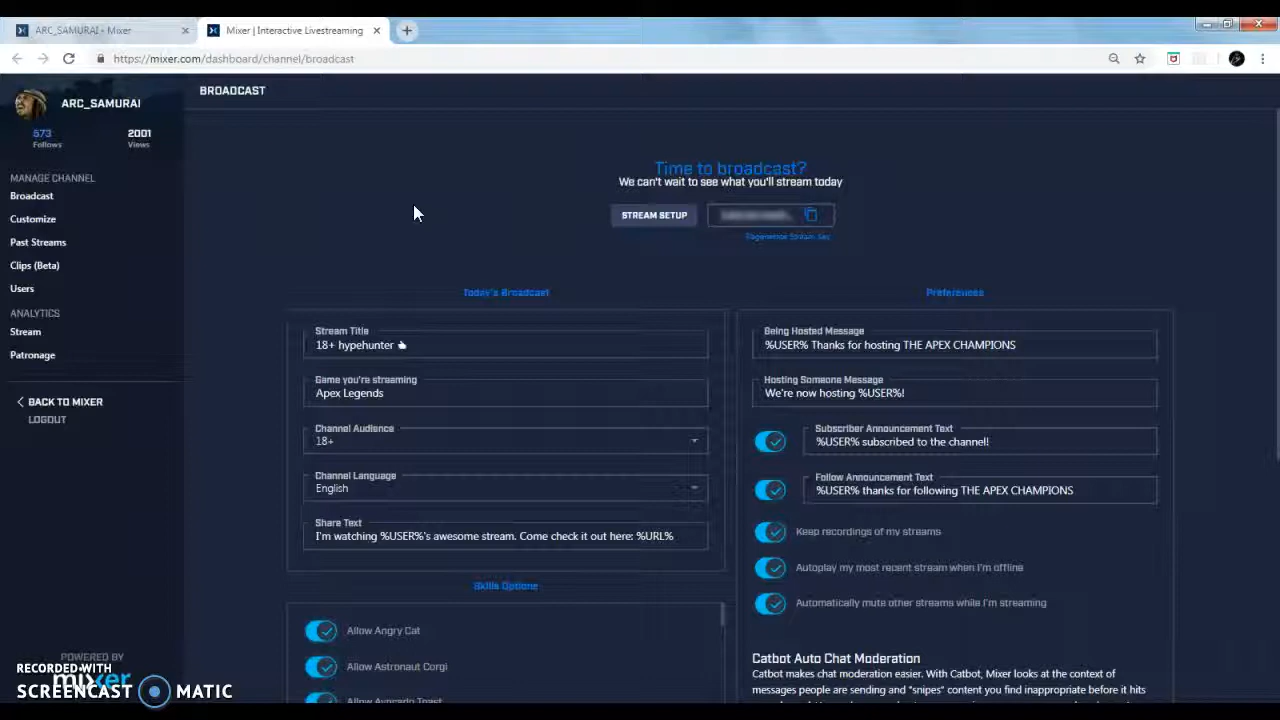 ARC_SAMURAI - Mixer
Mixer | Interactive Livestreaming
https://mixer.com/dashboard/channel/broadcast
ARC_SAMURAI
573
2001
Follows
Views
MANAGE CHANNEL
Broadcast
Customize
Past Streams
Clips (Beta)
Users
ANALYTICS
Stream
Patronage
BACK TO MIXER
LOGOUT
POWERED BY
mixer
BROADCAST
Time to broadcast?
We can't wait to see what you'll stream today
STREAM SETUP
Regenerate Stream Key
Today's Broadcast
Stream Title
18+ hypehunter
Game you're streaming
Apex Legends
Channel Audience
18+
Channel Language
English
Share Text
I'm watching %USER%'s awesome stream. Come check it out here: %URL%
Skills Options
Allow Angry Cat
Allow Astronaut Corgi
Allow Avocado Toast
Preferences
Being Hosted Message
%USER% Thanks for hosting THE APEX CHAMPIONS
Hosting Someone Message
We're now hosting %USER%!
Subscriber Announcement Text
%USER% subscribed to the channel!
Follow Announcement Text
%USER% thanks for following THE APEX CHAMPIONS
Keep recordings of my streams
Autoplay my most recent stream when I'm offline
Automatically mute other streams while I'm streaming
Catbot Auto Chat Moderation
Catbot makes chat moderation easier. With Catbot, Mixer looks at the context of
messages people are sending and "snipes" content you find inappropriate before it hits
RECORDED WITH
SCREENCAST MATIC